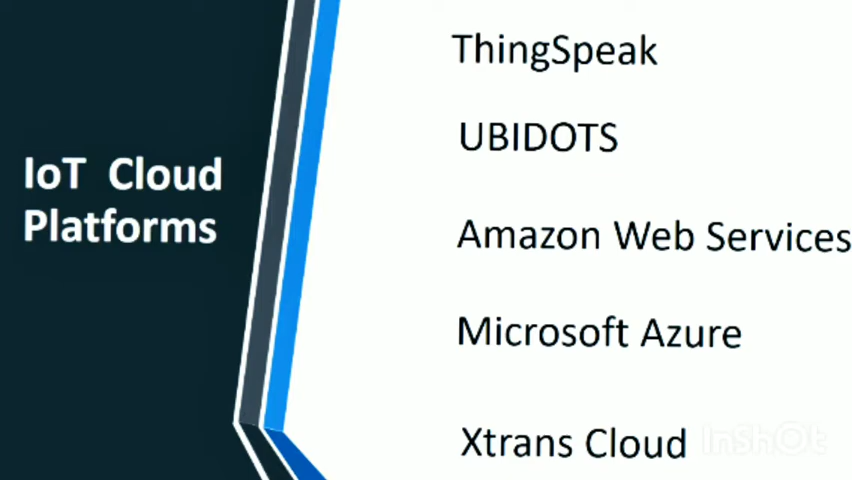 IoT Cloud
Platforms
ThingSpeak
UBIDOTS
Amazon Web Services
Microsoft Azure
Xtrans Cloud
InShOt